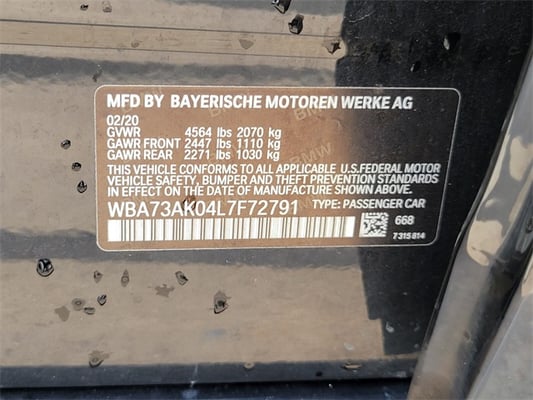 MFD BY BAYERISCHE MOTOREN WERKE AG
02/20
GVWR 4564 lbs 2070 kg
GAWR FRONT 2447 lbs 1110 kg
GAWR REAR 2271 lbs 1030 kg
THIS VEHICLE CONFORMS TO ALL APPLICABLE U.S.FEDERAL MOTOR
VEHICLE SAFETY, BUMPER, AND THEFT PREVENTION STANDARDS
IN EFFECT ON THE DATE OF MANUFACTURE SHOWN ABOVE.
WBA73AK04L7F72791 TYPE: PASSENGER CAR
668
7315814